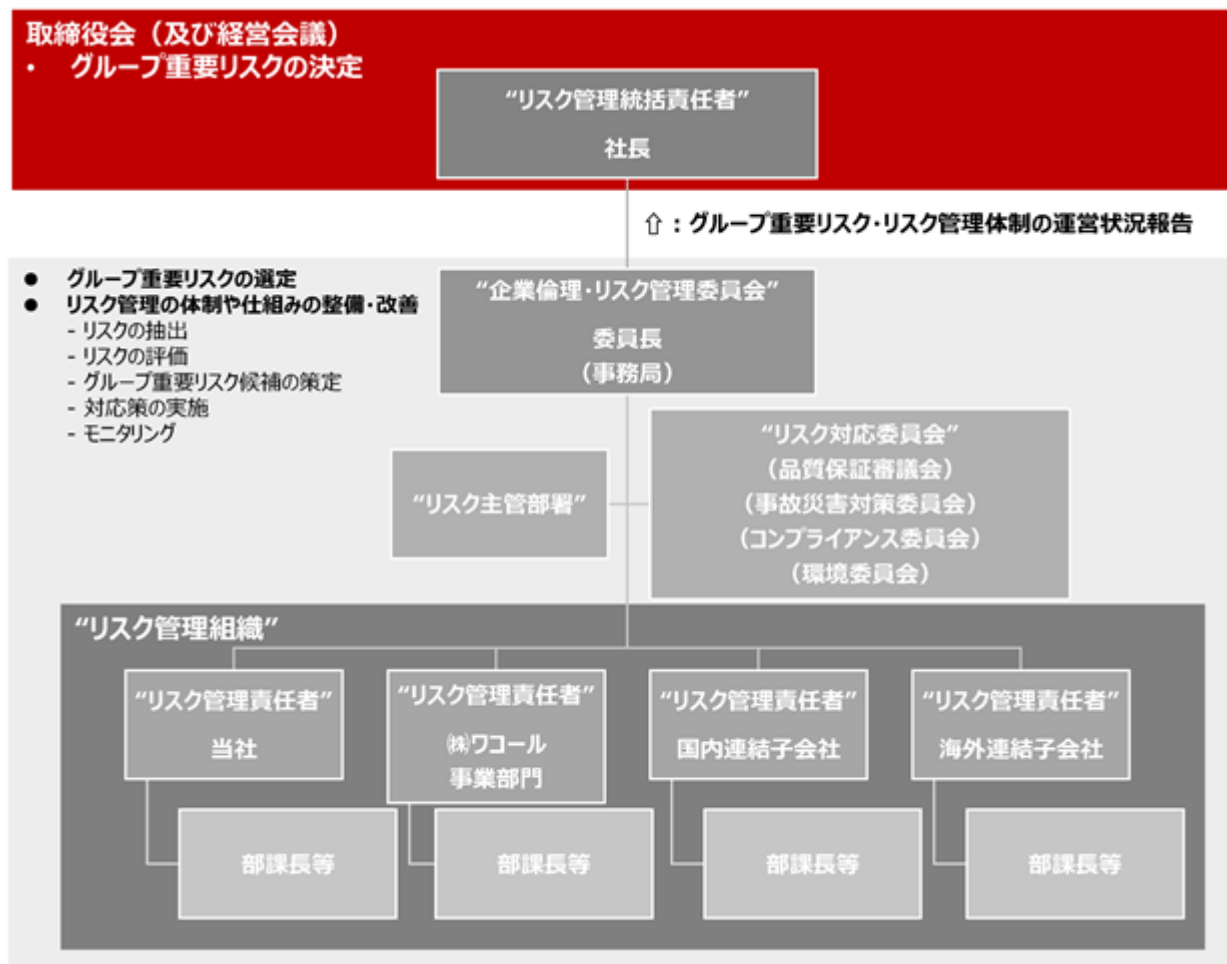 取締役会（及び経営会議）
• グループ重要リスクの決定
“リスク管理統括責任者”
社長
⇧：グループ重要リスク・リスク管理体制の運営状況報告
● グループ重要リスクの選定
● リスク管理の体制や仕組みの整備・改善
- リスクの抽出
- リスクの評価
- グループ重要リスク候補の策定
- 対応策の実施
- モニタリング
“企業倫理・リスク管理委員会”
委員長
（事務局）
“リスク主管部署”
“リスク対応委員会”
（品質保証審議会）
（事故災害対策委員会）
（コンプライアンス委員会）
（環境委員会）
“リスク管理組織”
“リスク管理責任者”
当社
“リスク管理責任者”
㈱ワコール
事業部門
“リスク管理責任者”
国内連結子会社
“リスク管理責任者”
海外連結子会社
部課長等
部課長等
部課長等
部課長等